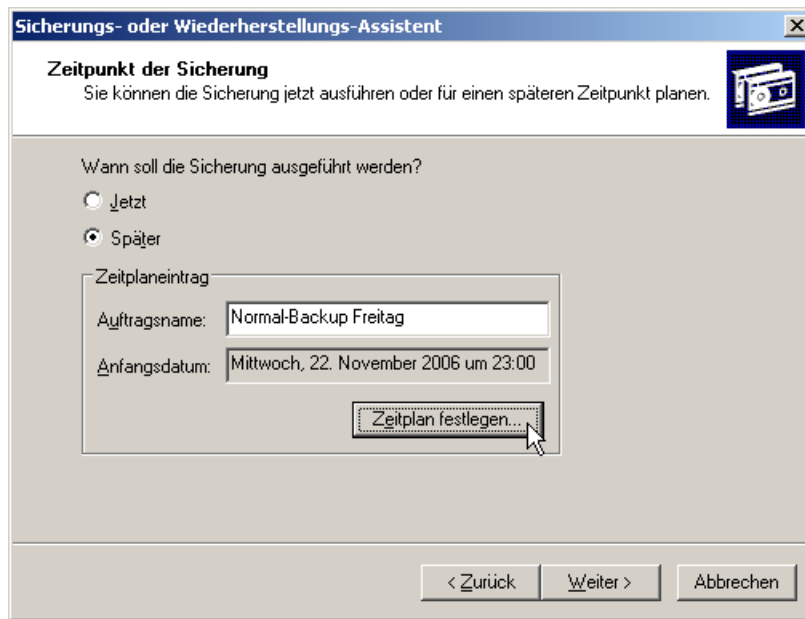 Sicherungs- oder Wiederherstellungs-Assistent
Zeitpunkt der Sicherung
Sie können die Sicherung jetzt ausführen oder für einen späteren Zeitpunkt planen.
Wann soll die Sicherung ausgeführt werden?
Jetzt
Später
Zeitplaneintrag
Auftragsname: Normal-Backup Freitag
Anfangsdatum: Mittwoch, 22. November 2006 um 23:00
Zeitplan festlegen...
< Zurück Weiter > Abbrechen